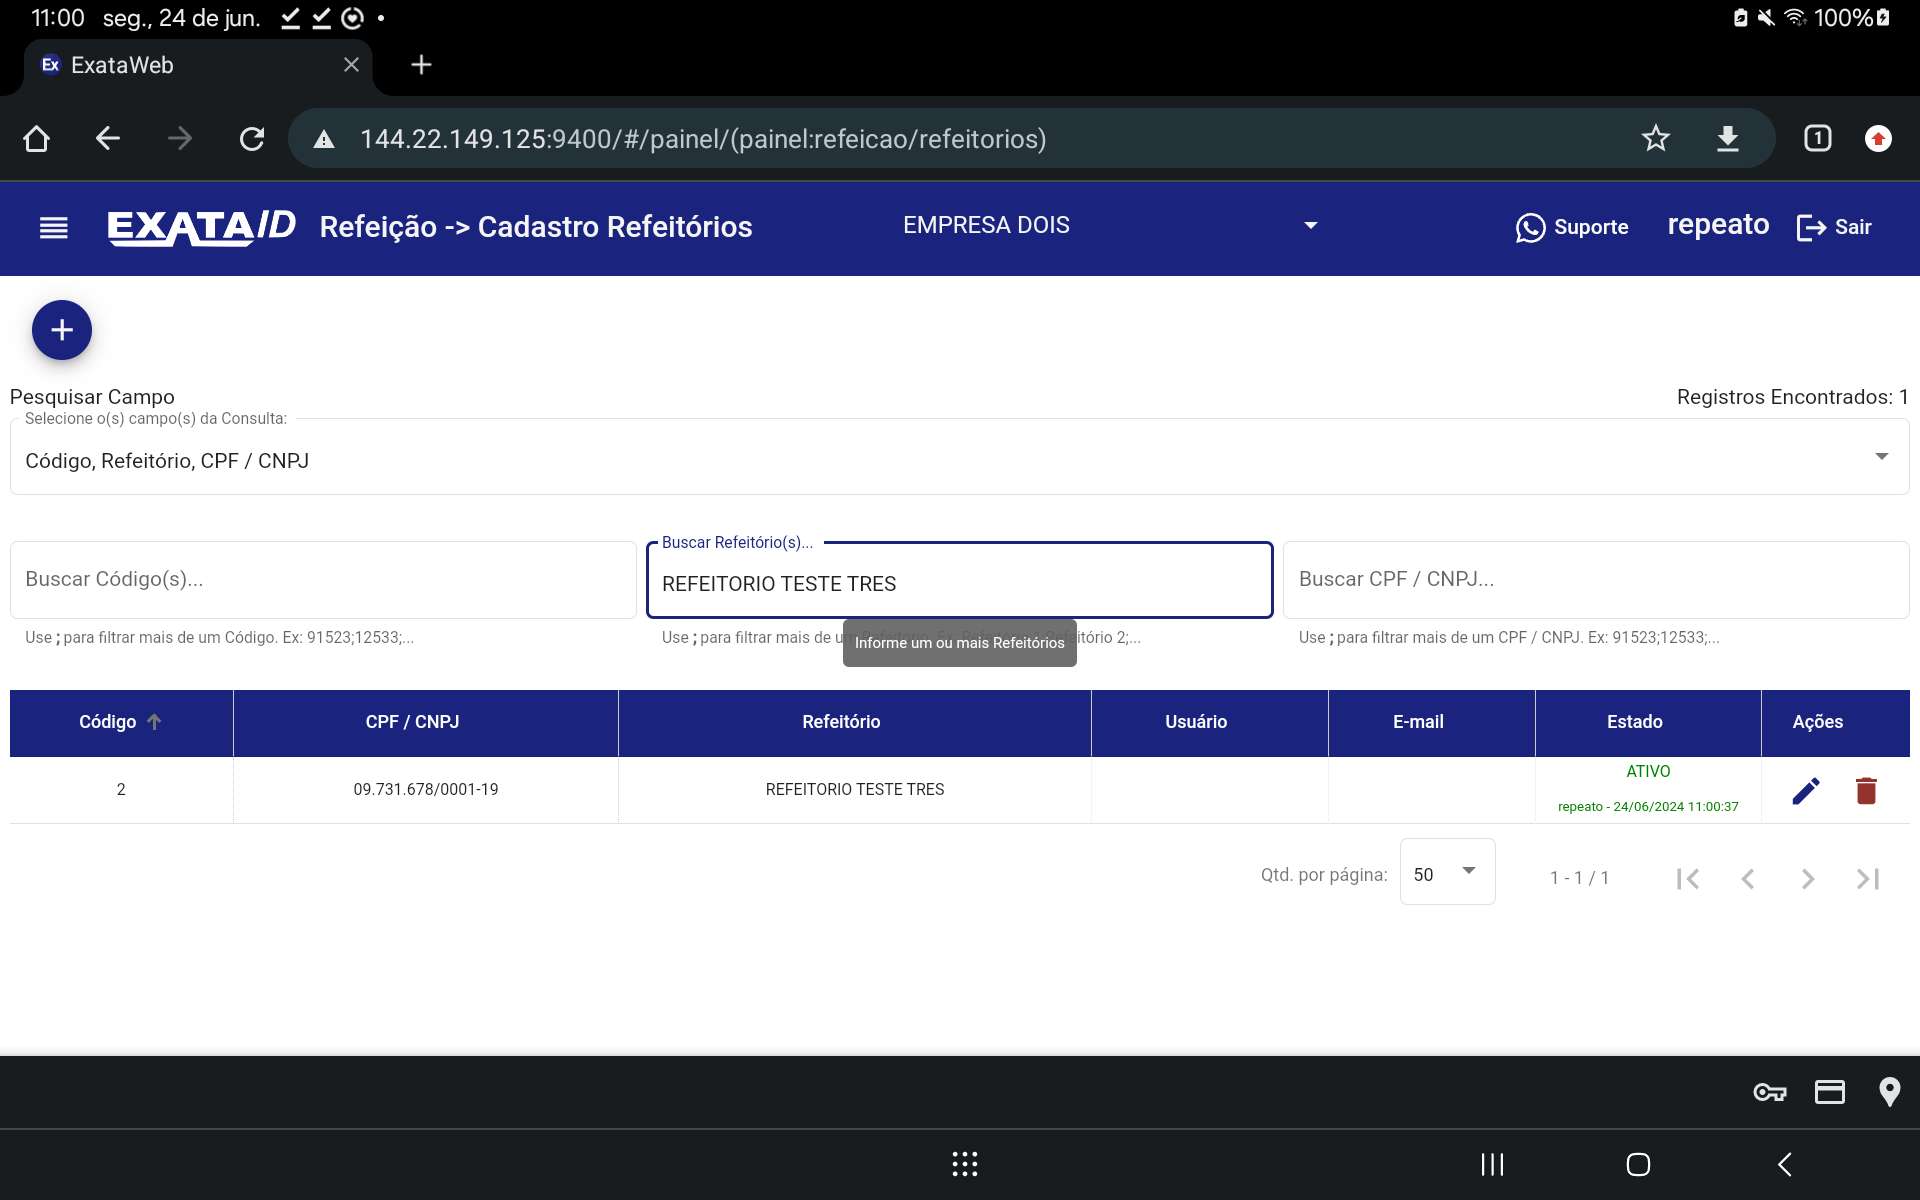 11:00 seg., 24 de jun.
100%
Ex ExataWeb
144.22.149.125:9400/#/painel/(painel:refeicao/refeitorios)
1
EXATA/D Refeição -> Cadastro Refeitórios EMPRESA DOIS Suporte repeato Sair
Pesquisar Campo
Registros Encontrados: 1
Selecione o(s) campo(s) da Consulta:
Código, Refeitório, CPF / CNPJ
Buscar Código(s)...
Use ; para filtrar mais de um Código. Ex: 91523;12533;...
Buscar Refeitório(s)...
REFEITORIO TESTE TRES
Use ; para filtrar mais de um Refeitório 2;...
Informe um ou mais Refeitórios
Buscar CPF / CNPJ...
Use ; para filtrar mais de um CPF / CNPJ. Ex: 91523;12533;...
Código CPF / CNPJ Refeitório Usuário E-mail Estado Ações
2 09.731.678/0001-19 REFEITORIO TESTE TRES ATIVO
repeato - 24/06/2024 11:00:37
Qtd. por página: 50 1 - 1 / 1